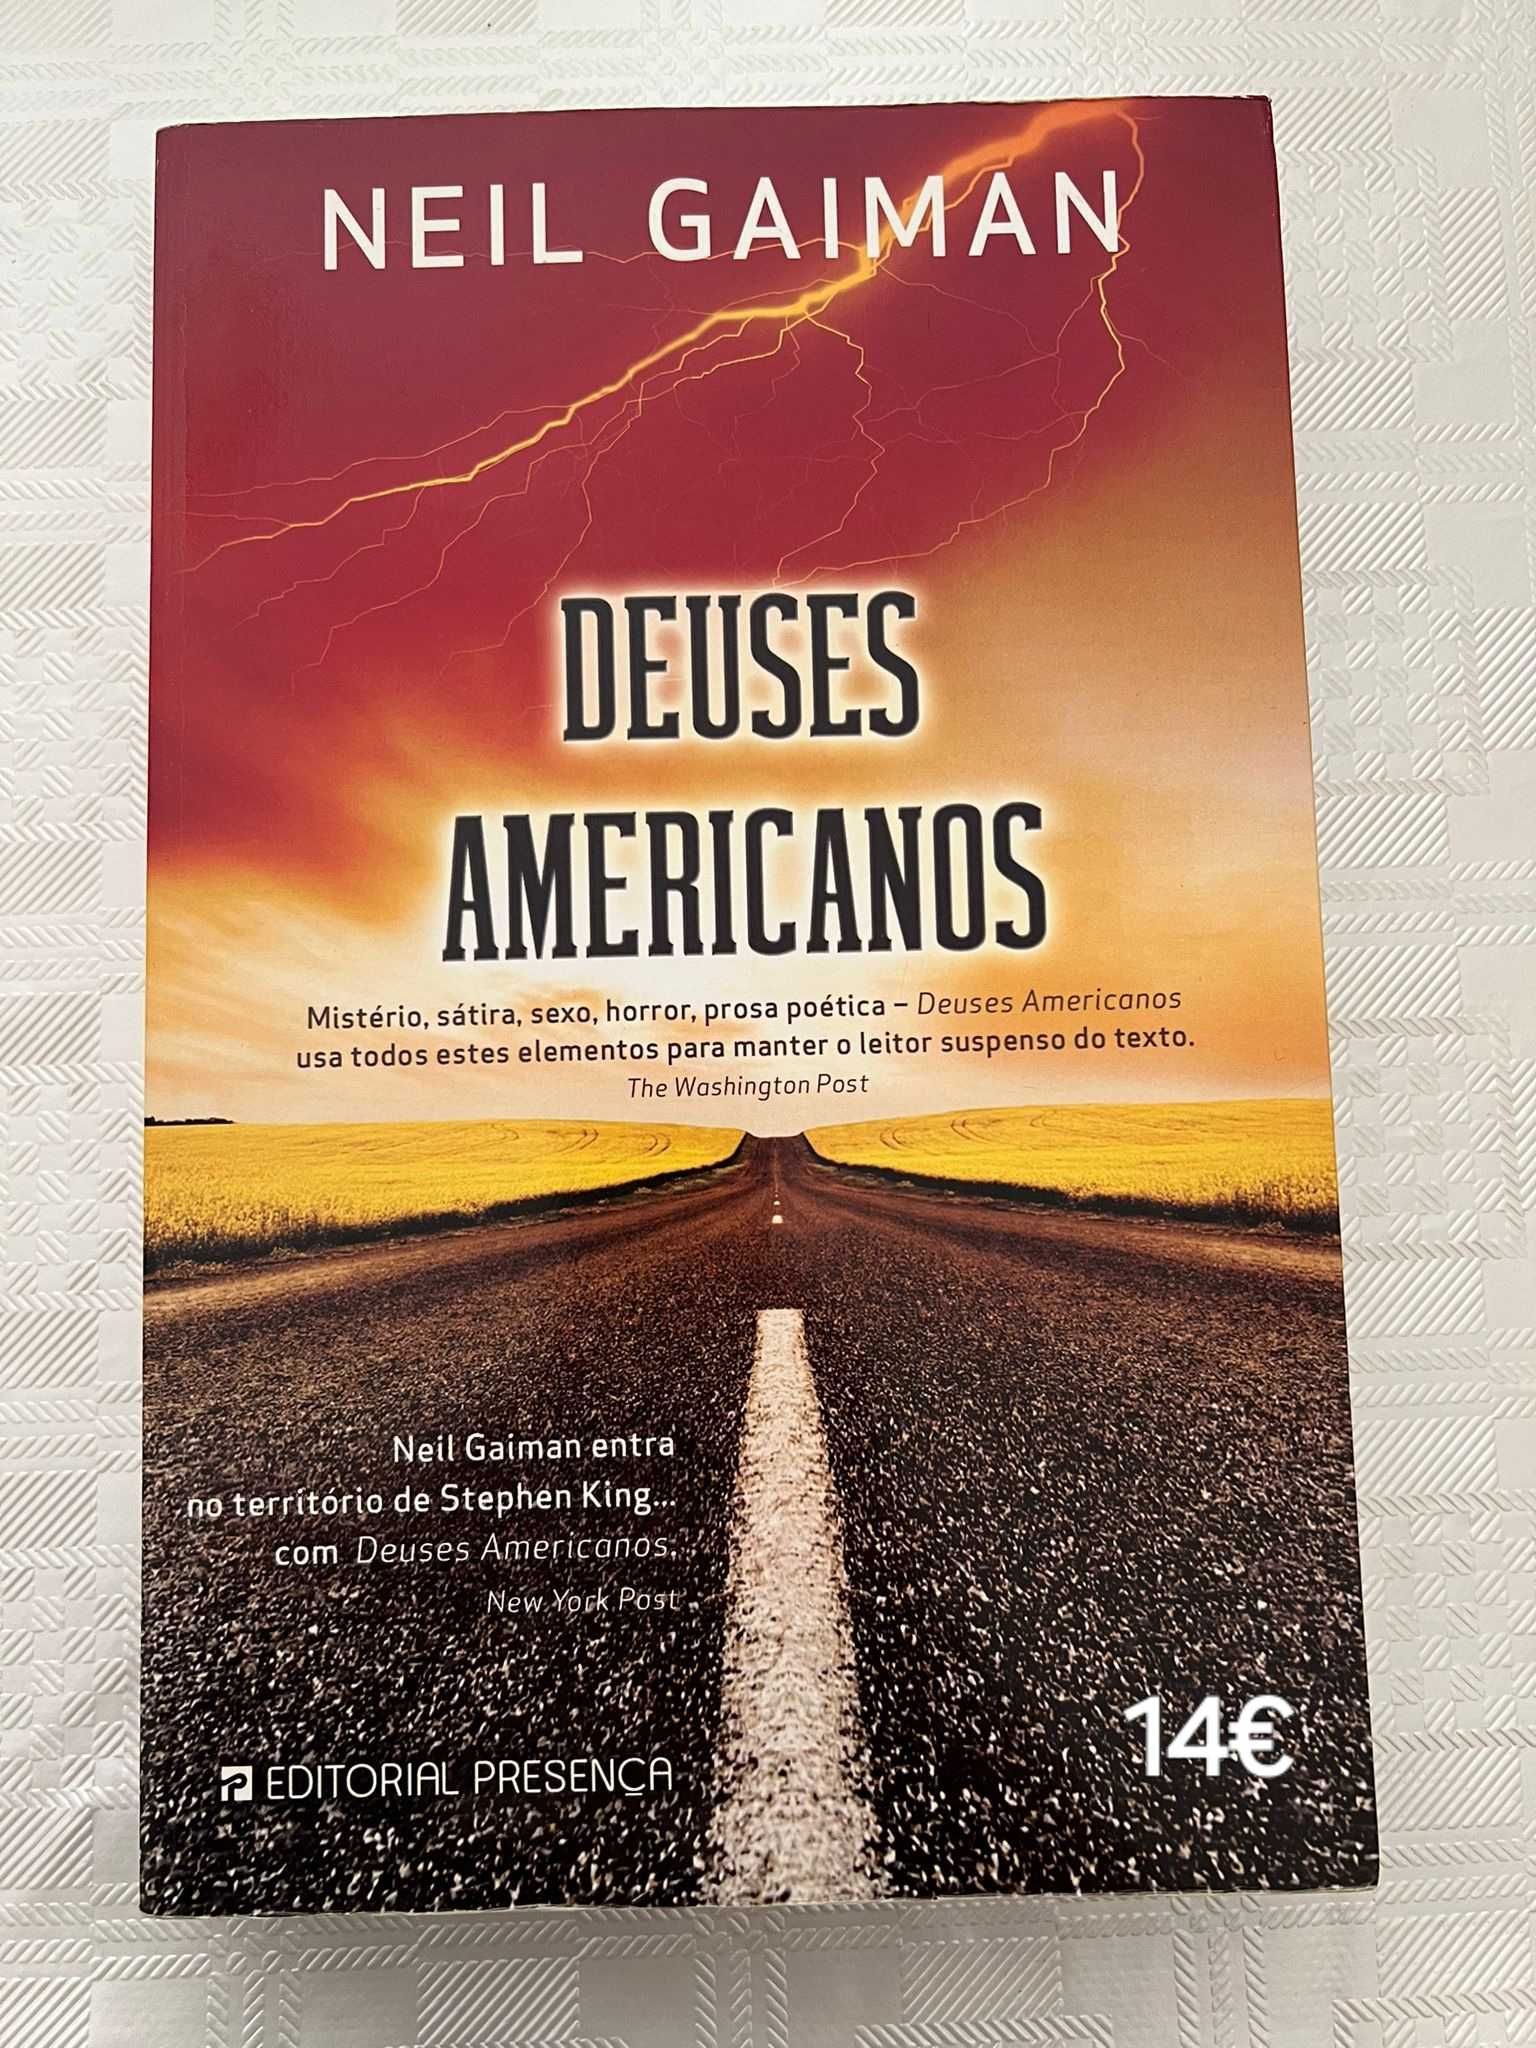 NEIL GAIMAN
DEUSES
AMERICANOS
Mistério, sátira, sexo, horror, prosa poética – Deuses Americanos
usa todos estes elementos para manter o leitor suspenso do texto.
The Washington Post
Neil Gaiman entra
no território de Stephen King...
com Deuses Americanos.
New York Post
EDITORIAL PRESENÇA
14€